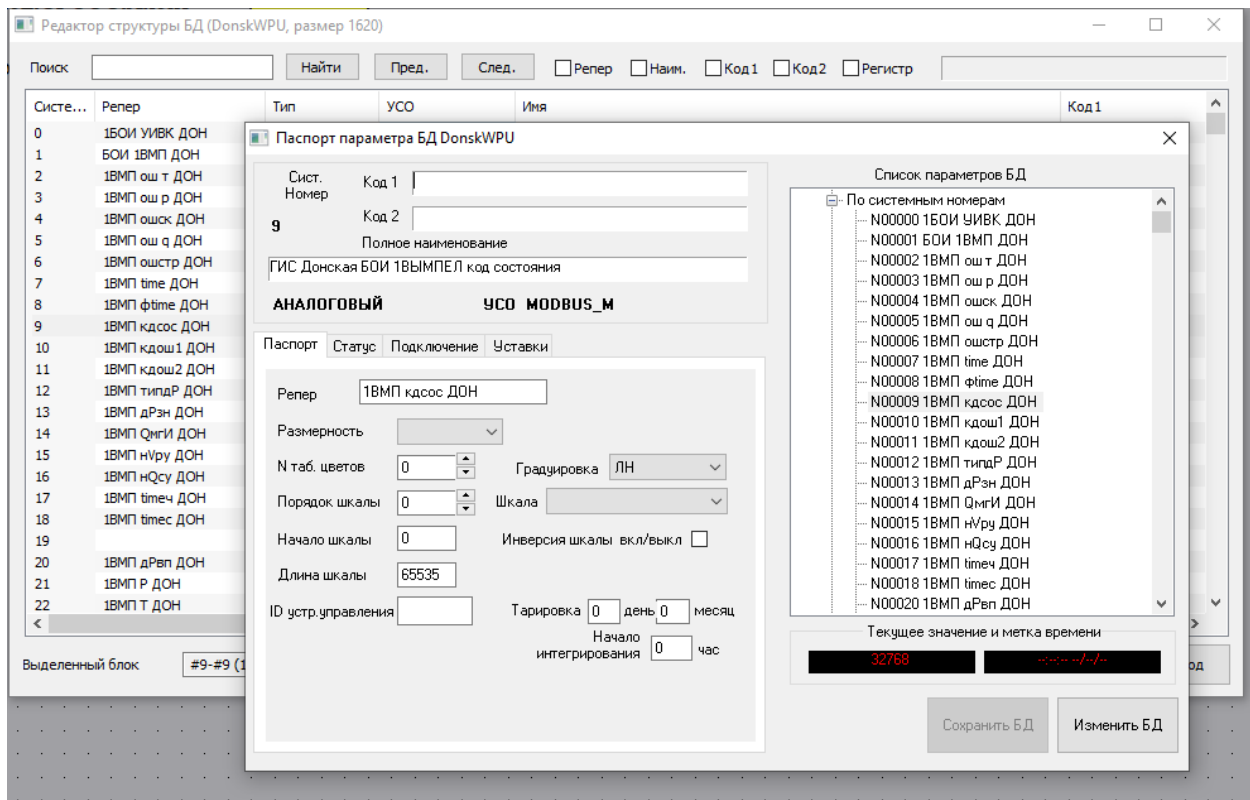 Редактор структуры БД (DonskWPU, размер 1620)
Поиск Найти Пред. След. Репер Наим. Код1 Код2 Регистр
Систе... Репер Тип УСО Имя Код1
0 1БОИ УИВК ДОН
1 БОИ 1ВМП ДОН
2 1ВМП ош т ДОН
3 1ВМП ош р ДОН
4 1ВМП ошск ДОН
5 1ВМП ош q ДОН
6 1ВМП ошстр ДОН
7 1ВМП time ДОН
8 1ВМП фtime ДОН
9 1ВМП кдсос ДОН
10 1ВМП кдош1 ДОН
11 1ВМП кдош2 ДОН
12 1ВМП типдР ДОН
13 1ВМП дРзн ДОН
14 1ВМП QмгИ ДОН
15 1ВМП нVру ДОН
16 1ВМП нQсу ДОН
17 1ВМП timeч ДОН
18 1ВМП timeс ДОН
19
20 1ВМП дРвп ДОН
21 1ВМП Р ДОН
22 1ВМП Т ДОН
Выделенный блок #9-#9 (1
од
Паспорт параметра БД DonskWPU
Сист. Номер
9
Код 1
Код 2
Полное наименование
ГИС Донская БОИ 1ВЫМПЕЛ код состояния
АНАЛОГОВЫЙ УСО MODBUS_M
Паспорт Статус Подключение Уставки
Репер 1ВМП кдсос ДОН
Размерность
N таб. цветов 0 Градуировка ЛН
Порядок шкалы 0 Шкала
Начало шкалы 0 Инверсия шкалы вкл/выкл
Длина шкалы 65535
ID устр.управления Тарировка 0 день 0 месяц
Начало
интегрирования 0 час
Список параметров БД
По системным номерам
N00000 1БОИ УИВК ДОН
N00001 БОИ 1ВМП ДОН
N00002 1ВМП ош т ДОН
N00003 1ВМП ош р ДОН
N00004 1ВМП ошск ДОН
N00005 1ВМП ош q ДОН
N00006 1ВМП ошстр ДОН
N00007 1ВМП time ДОН
N00008 1ВМП фtime ДОН
N00009 1ВМП кдсос ДОН
N00010 1ВМП кдош1 ДОН
N00011 1ВМП кдош2 ДОН
N00012 1ВМП типдР ДОН
N00013 1ВМП дРзн ДОН
N00014 1ВМП QмгИ ДОН
N00015 1ВМП нVру ДОН
N00016 1ВМП нQсу ДОН
N00017 1ВМП timeч ДОН
N00018 1ВМП timeс ДОН
N00020 1ВМП дРвп ДОН
Текущее значение и метка времени
32768 --:--:-- --/--/--
Сохранить БД Изменить БД